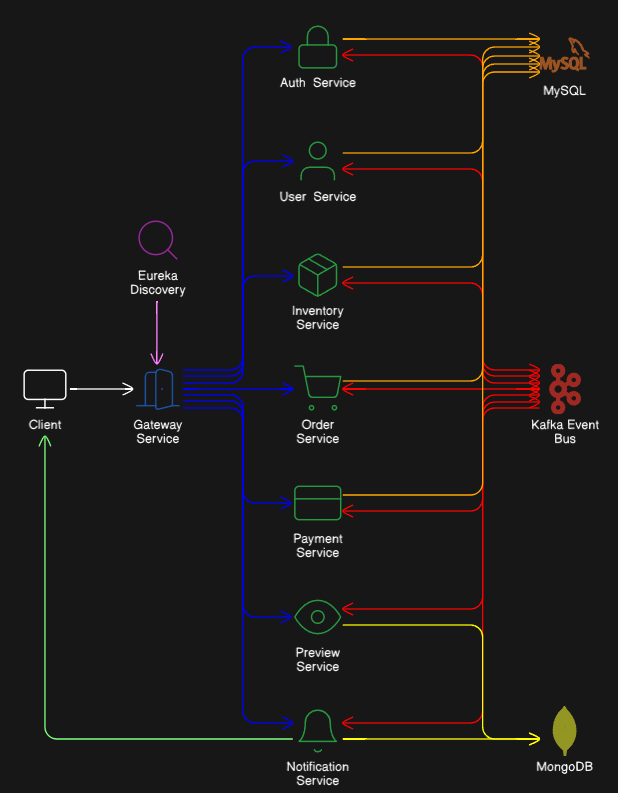 Auth Service
MySQL
MySQL
User Service
Eureka
Discovery
Inventory
Service
Client
Gateway
Service
Order
Service
Kafka Event
Bus
Payment
Service
Preview
Service
Notification
Service
MongoDB